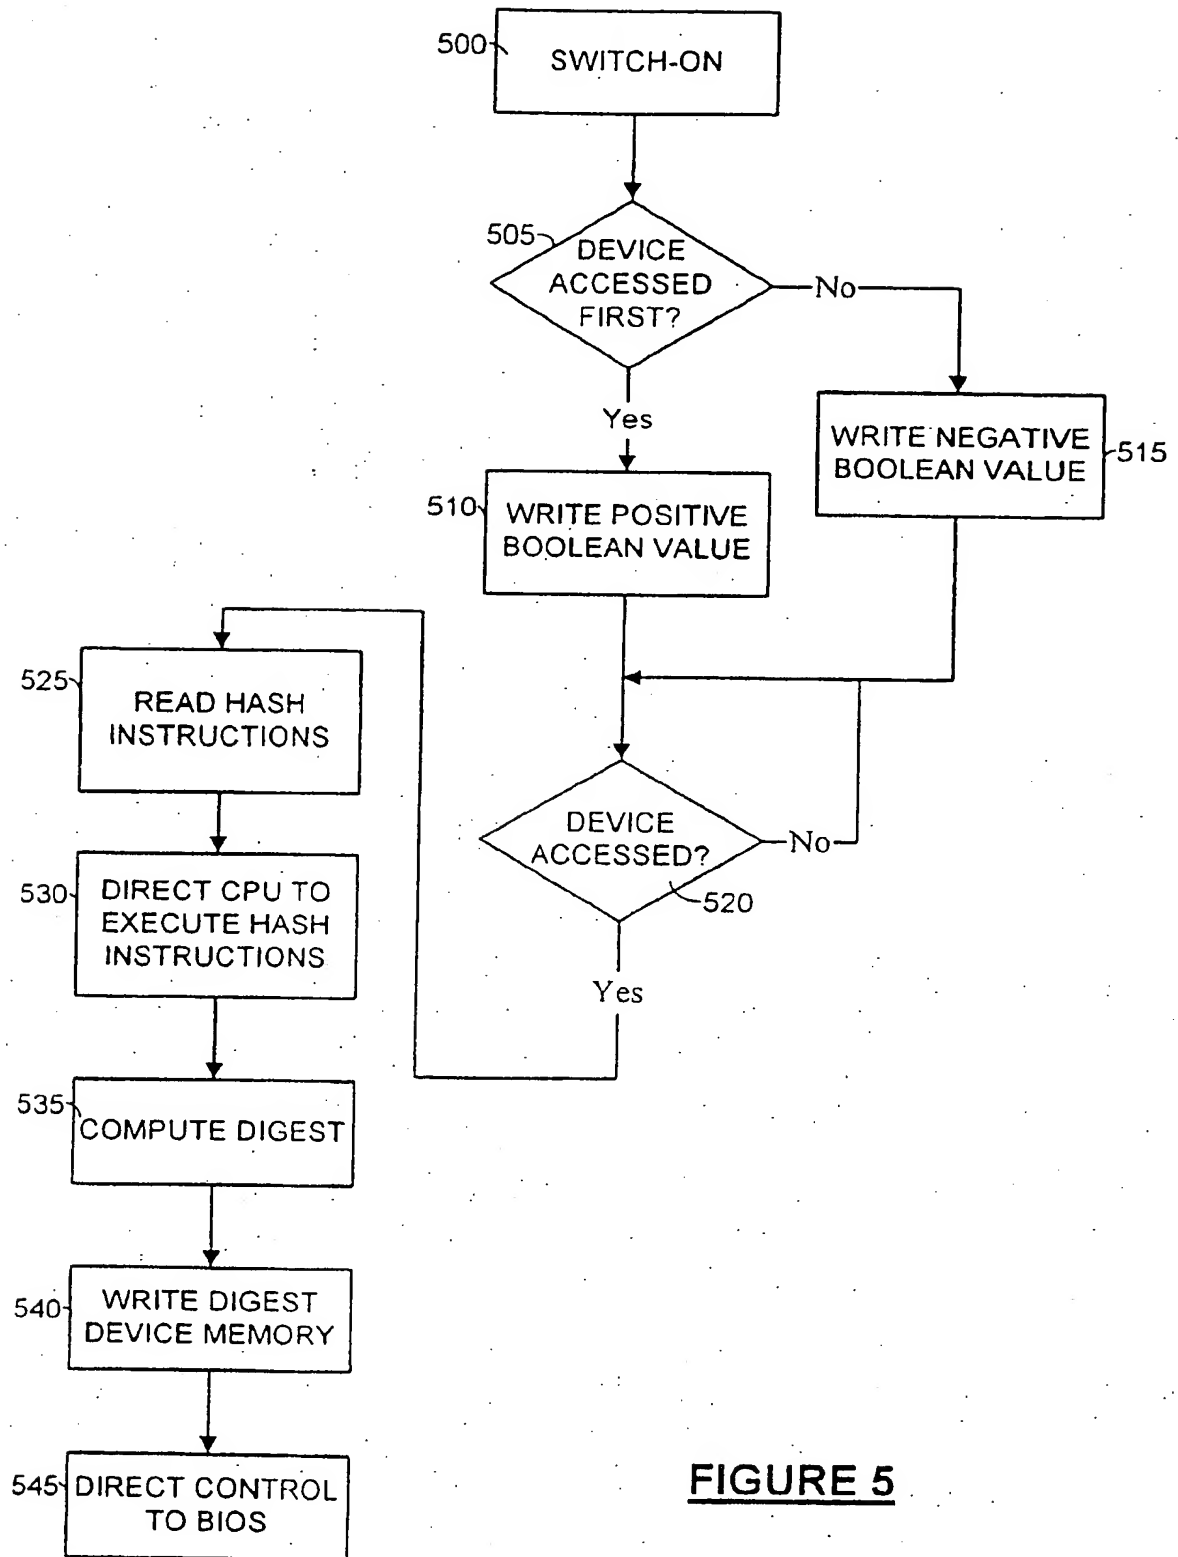 500
SWITCH-ON
505
DEVICE
ACCESSED
FIRST?
No
Yes
WRITE NEGATIVE
BOOLEAN VALUE
515
510
WRITE POSITIVE
BOOLEAN VALUE
525
READ HASH
INSTRUCTIONS
DEVICE
ACCESSED?
No
520
Yes
530
DIRECT CPU TO
EXECUTE HASH
INSTRUCTIONS
535
COMPUTE DIGEST
540
WRITE DIGEST
DEVICE MEMORY
545
DIRECT CONTROL
TO BIOS
FIGURE 5